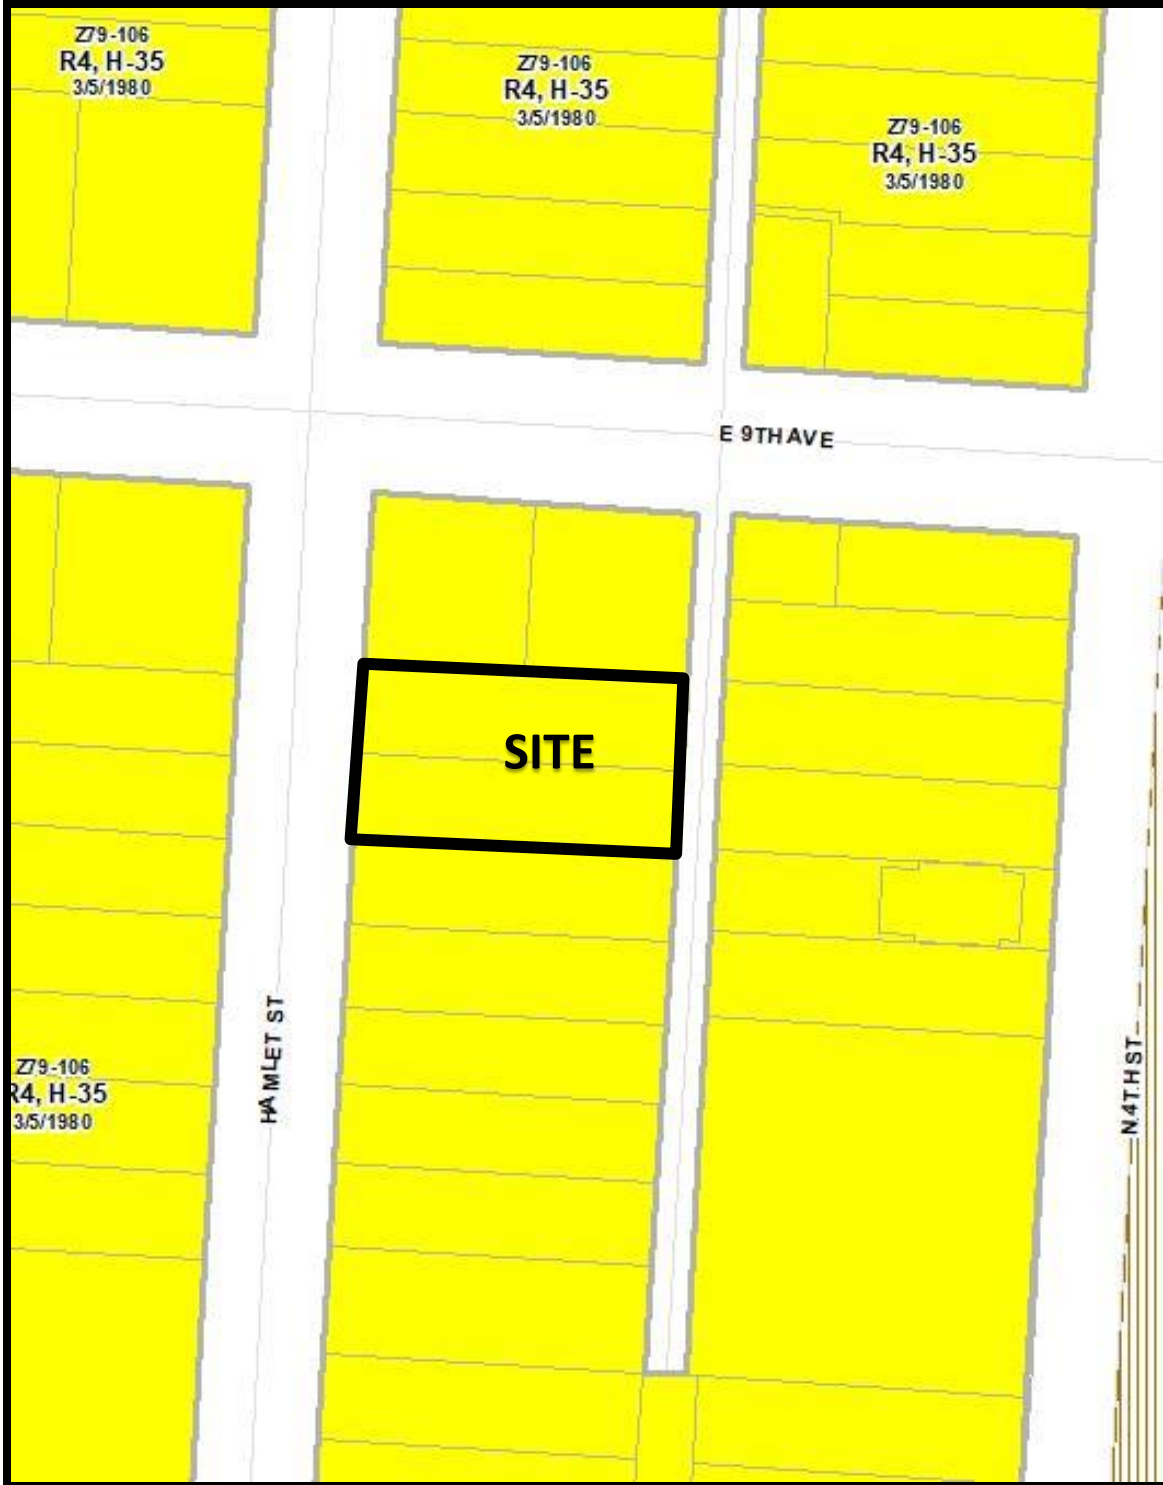 Z79-106
R4, H-35
3/5/1980
Z79-106
R4, H-35
3/5/1980
Z79-106
R4, H-35
3/5/1980
E 9TH AVE
SITE
HAMLET ST
N 4TH ST
Z79-106
R4, H-35
3/5/1980